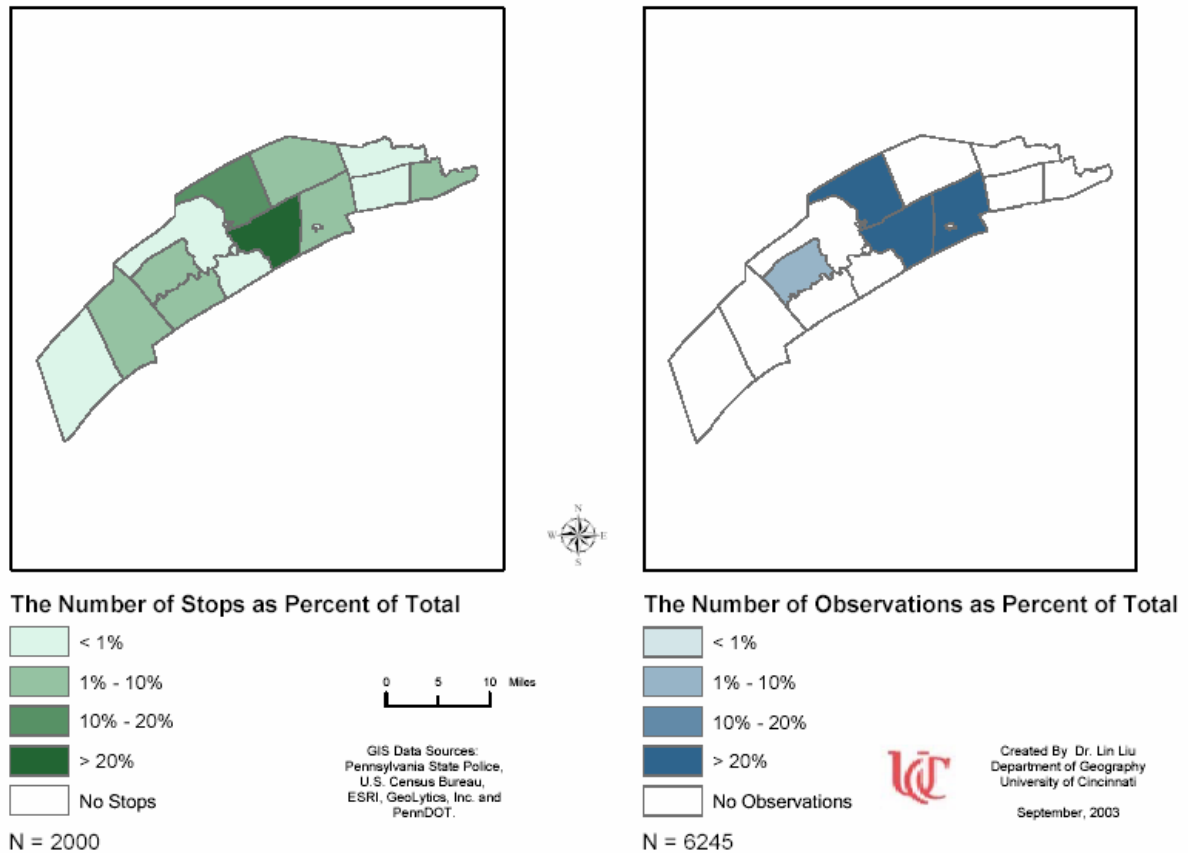 N
W E
S
The Number of Stops as Percent of Total
< 1%
1% - 10%
10% - 20%
> 20%
No Stops
N = 2000
0 5 10 Miles
GIS Data Sources:
Pennsylvania State Police,
U.S. Census Bureau,
ESRI, GeoLytics, Inc. and
PennDOT.
The Number of Observations as Percent of Total
< 1%
1% - 10%
10% - 20%
> 20%
No Observations
N = 6245
UC
Created By Dr. Lin Liu
Department of Geography
University of Cincinnati
September, 2003